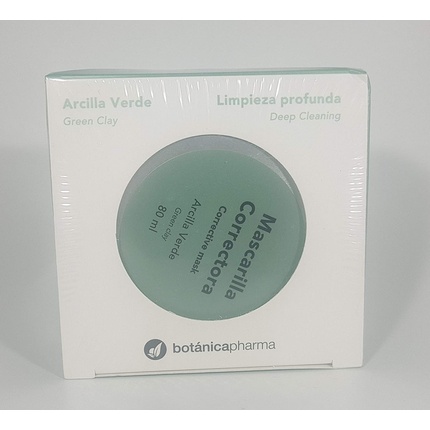 Arcilla Verde
Green Clay
Limpieza profunda
Deep Cleaning
Mascarilla
Correctora
Corrective mask
Arcilla Verde
Green clay
80 ml
botánicapharma